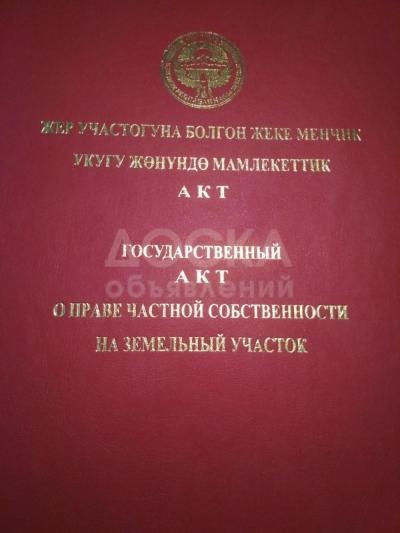 ЖЕР УЧАСТОГУНА БОЛГОН ЖЕКЕ МЕНЧИК
УКУГУ ЖӨНҮНДӨ МАМЛЕКЕТТИК
АКТ
ГОСУДАРСТВЕННЫЙ
ДОСКА
АКТ
объявлений
О ПРАВЕ ЧАСТНОЙ СОБСТВЕННОСТИ
НА ЗЕМЕЛЬНЫЙ УЧАСТОК